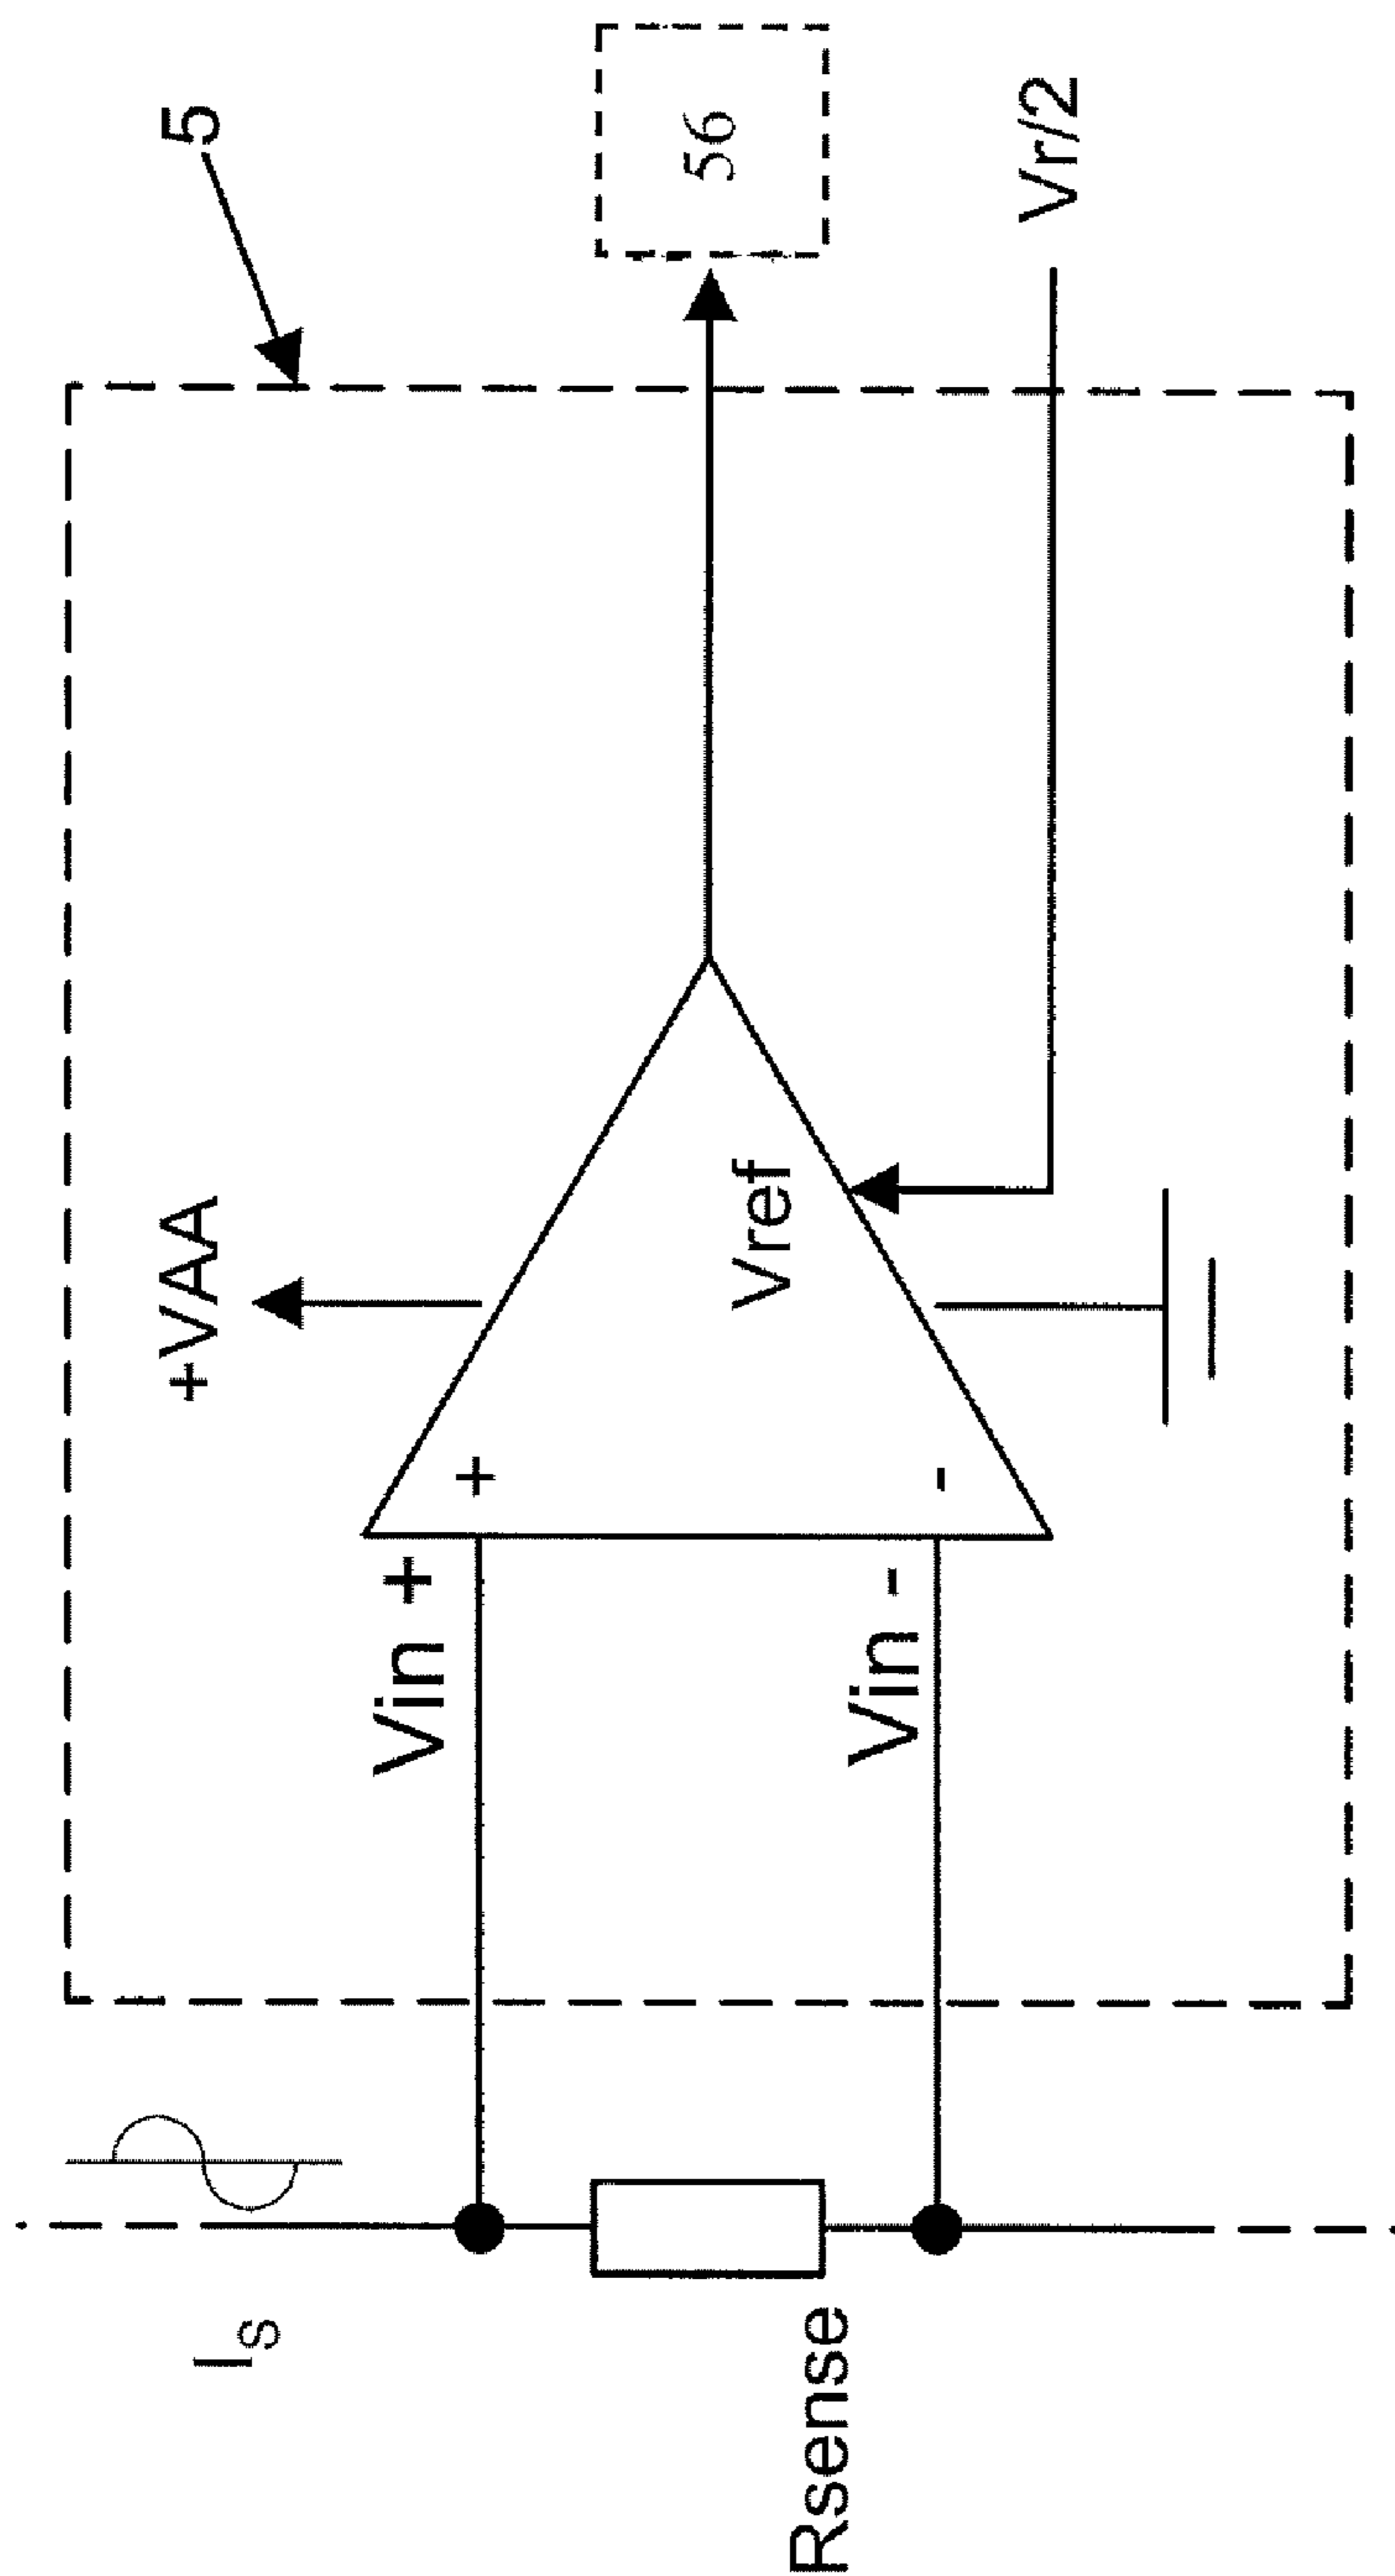 5
+VAA
56
Vr/2
Vref
+
-
Vin +
Vin -
IS
Rsense